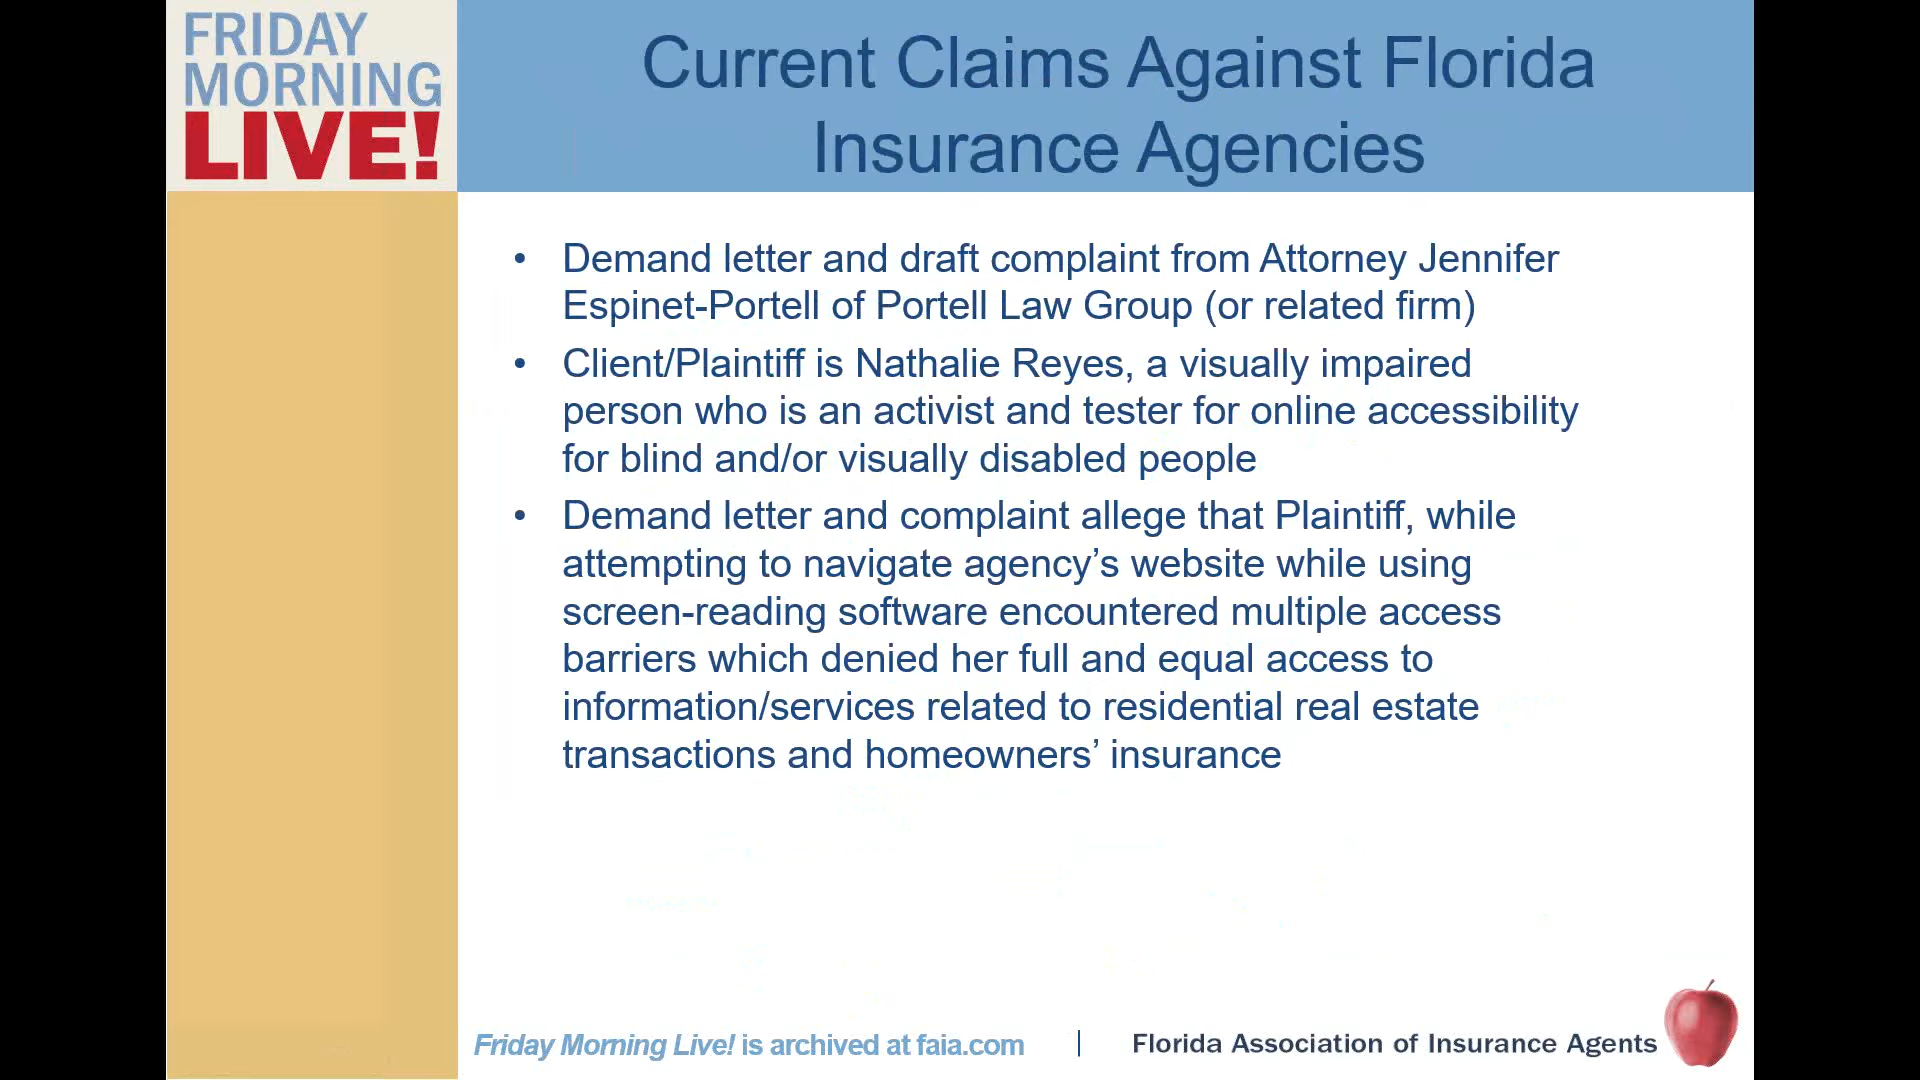 FRIDAY
MORNING
LIVE!
Current Claims Against Florida
Insurance Agencies
• Demand letter and draft complaint from Attorney Jennifer
Espinet-Portell of Portell Law Group (or related firm)
• Client/Plaintiff is Nathalie Reyes, a visually impaired
person who is an activist and tester for online accessibility
for blind and/or visually disabled people
• Demand letter and complaint allege that Plaintiff, while
attempting to navigate agency’s website while using
screen-reading software encountered multiple access
barriers which denied her full and equal access to
information/services related to residential real estate
transactions and homeowners’ insurance
Friday Morning Live! is archived at faia.com | Florida Association of Insurance Agents